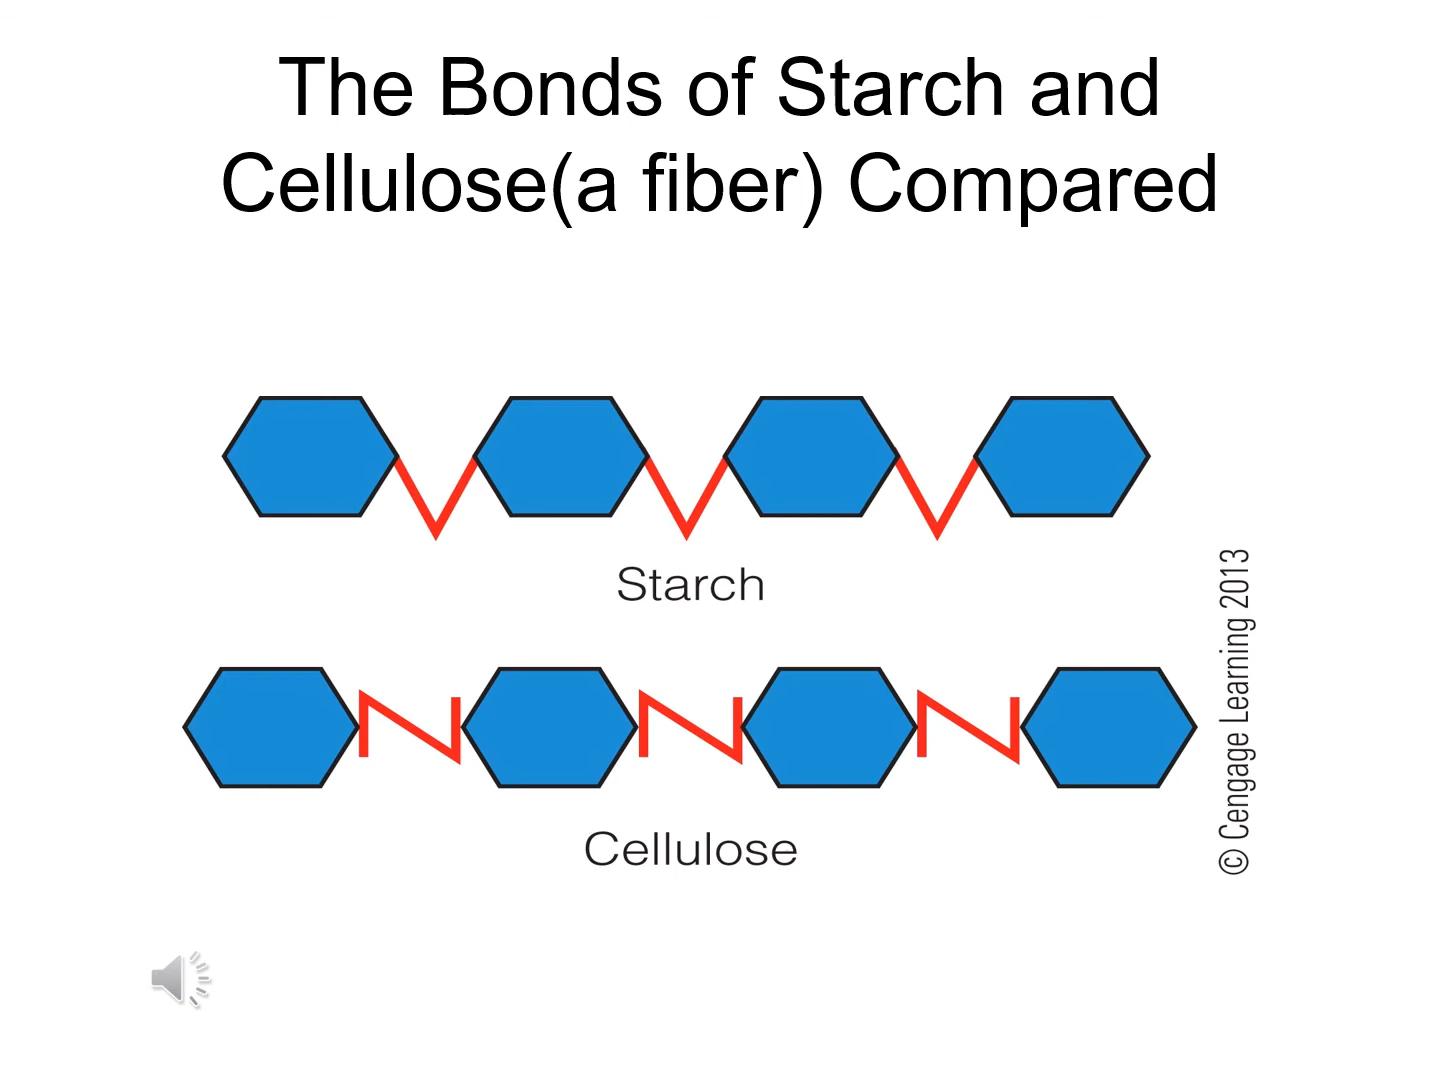 The Bonds of Starch and
Cellulose(a fiber) Compared
Starch
Cellulose
© Cengage Learning 2013